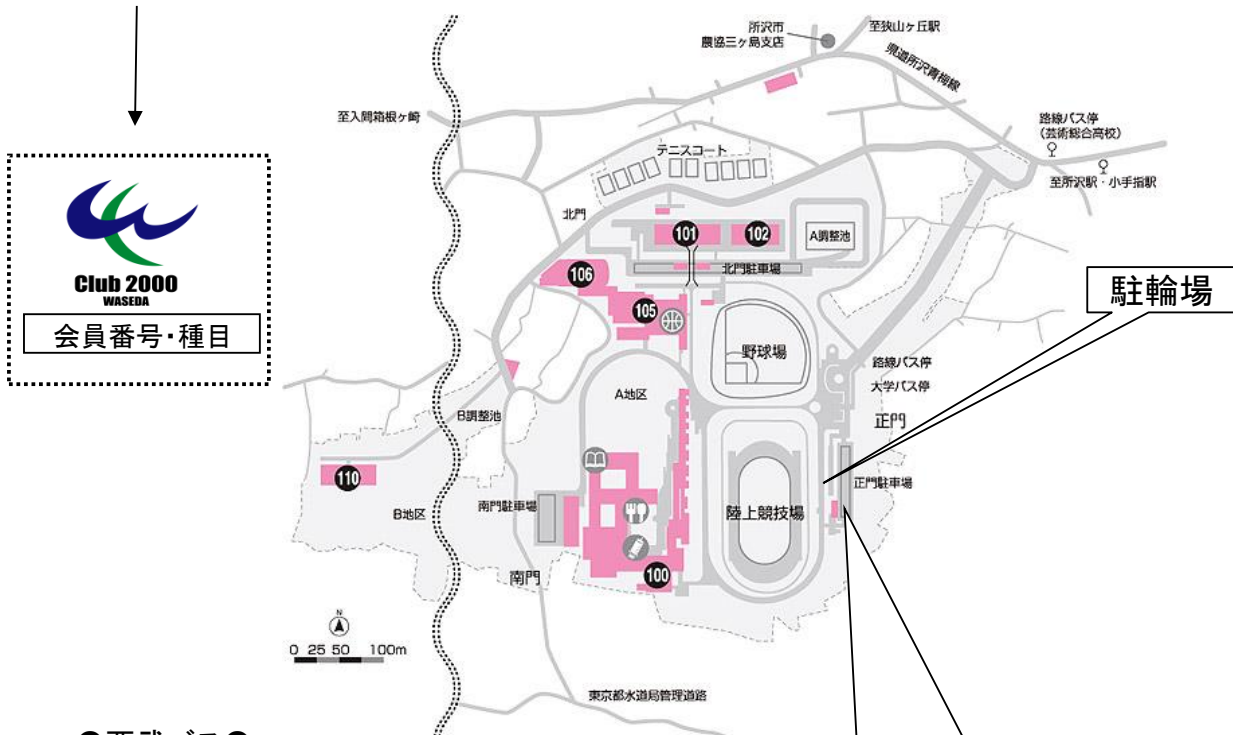 所沢市
農協三ヶ島支店
至狭山ヶ丘駅
県道所沢青梅線
至入間箱根ヶ崎
路線バス停
(芸術総合高校)
至所沢駅・小手指駅
テニスコート
北門
101
102
A調整池
北門駐車場
106
105
Club 2000
WASEDA
会員番号・種目
駐輪場
野球場
路線バス停
大学バス停
正門
A地区
B調整池
110
B地区
南門駐車場
陸上競技場
正門駐車場
100
南門
N
0 25 50 100m
東京都水道局管理道路